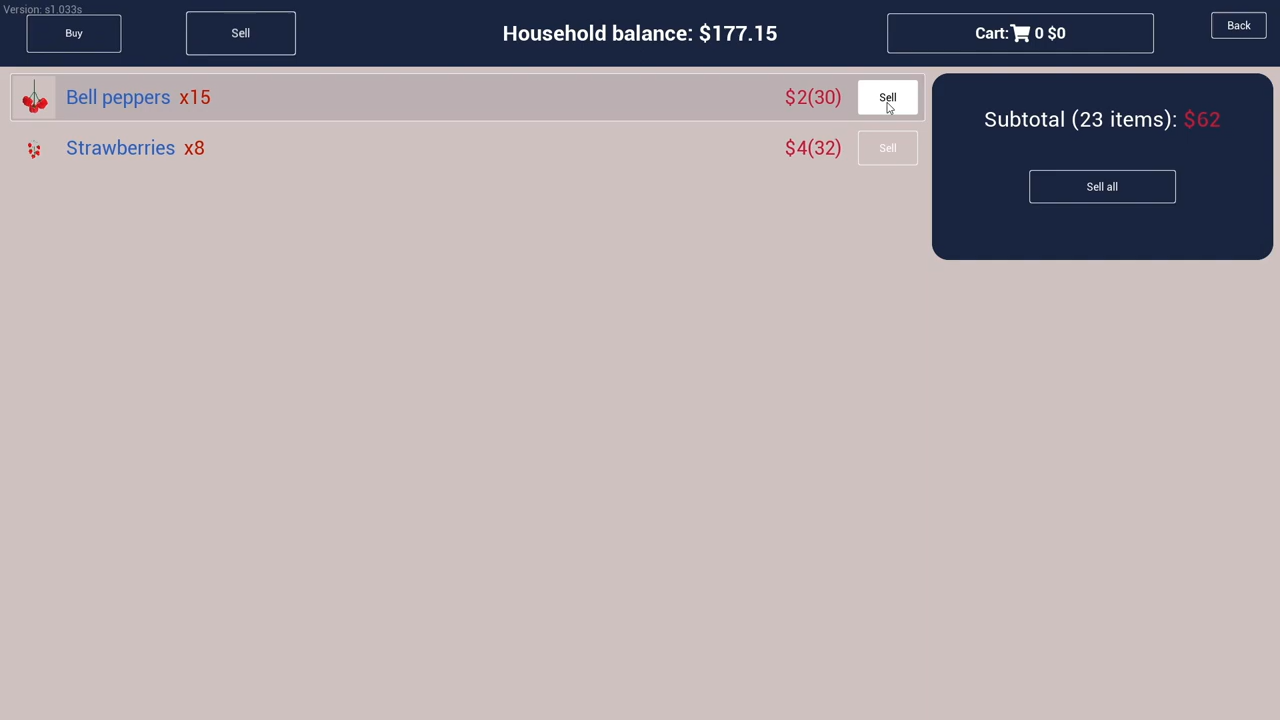 Version: s1.033s
Buy
Sell
Household balance: $177.15
Cart: 0 $0
Back
Bell peppers x15
$2(30)
Sell
Strawberries x8
$4(32)
Sell
Subtotal (23 items): $62
Sell all